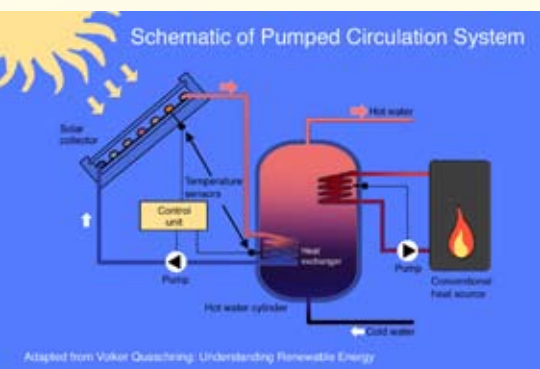 Schematic of Pumped Circulation System
Hot water
Solar
collector
Temperature
sensors
Control
unit
Heat
exchanger
Pump
Pump
Conventional
heat source
Hot water cylinder
Cold water
Adapted from Volker Quaschning: Understanding Renewable Energy